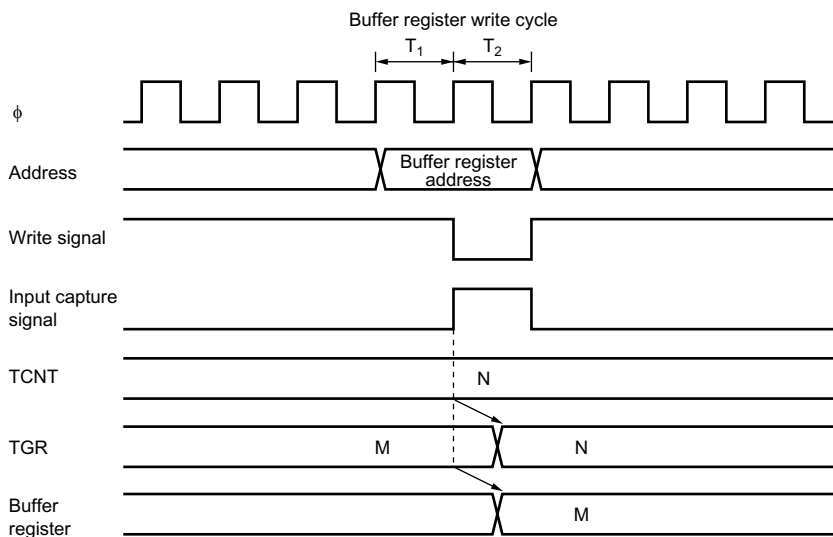 Buffer register write cycle
T₁ T₂
ϕ
Address
Buffer register
address
Write signal
Input capture
signal
TCNT
N
TGR
M N
Buffer
register
M